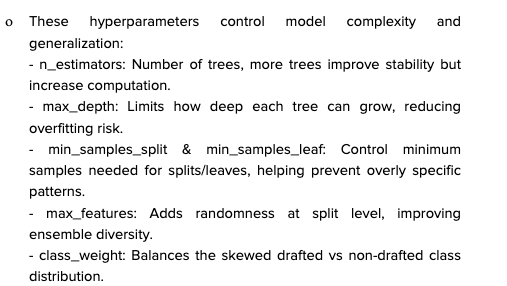 o These hyperparameters control model complexity and
generalization:
- n_estimators: Number of trees, more trees improve stability but
increase computation.
- max_depth: Limits how deep each tree can grow, reducing
overfitting risk.
- min_samples_split & min_samples_leaf: Control minimum
samples needed for splits/leaves, helping prevent overly specific
patterns.
- max_features: Adds randomness at split level, improving
ensemble diversity.
- class_weight: Balances the skewed drafted vs non-drafted class
distribution.